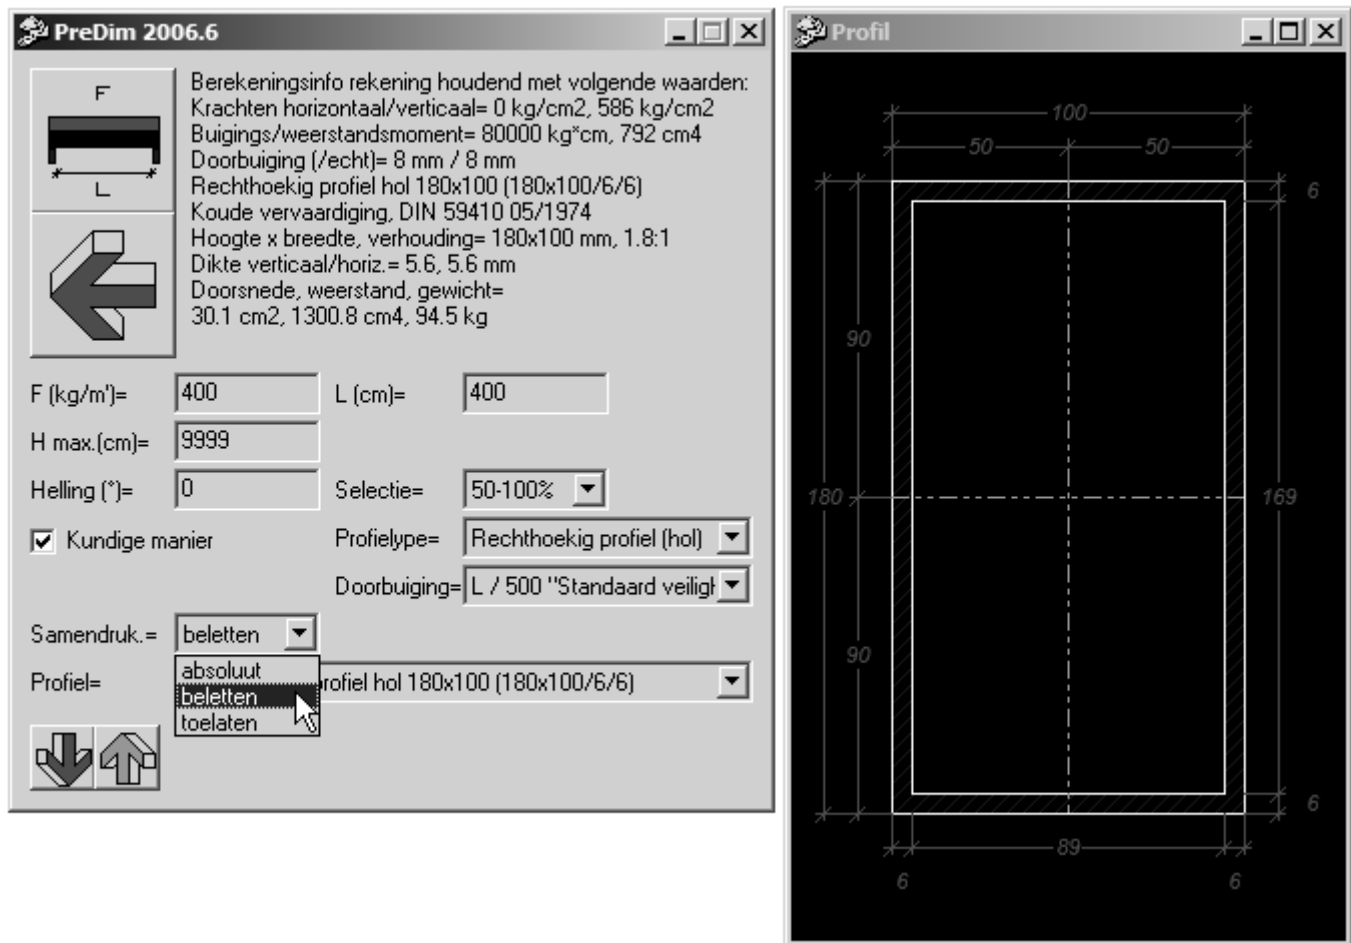 PreDim 2006.6
F
L
Berekeningsinfo rekening houdend met volgende waarden:
Krachten horizontaal/verticaal= 0 kg/cm2, 586 kg/cm2
Buigings/weerstandsmoment= 80000 kg*cm, 792 cm4
Doorbuiging (/echt)= 8 mm / 8 mm
Rechthoekig profiel hol 180x100 (180x100/6/6)
Koude vervaardiging, DIN 59410 05/1974
Hoogte x breedte, verhouding= 180x100 mm, 1.8:1
Dikte verticaal/horiz.= 5.6, 5.6 mm
Doorsnede, weerstand, gewicht=
30.1 cm2, 1300.8 cm4, 94.5 kg
F (kg/m')= 400 L (cm)= 400
H max.(cm)= 9999
Helling (°)= 0 Selectie= 50-100%
Kundige manier Profielype= Rechthoekig profiel (hol)
Doorbuiging= L / 500 "Standaard veiligh
Samendruk.= beletten
absoluut
beletten
toelaten
Profiel= rofiel hol 180x100 (180x100/6/6)
Profil
100
50 50
6
90
180 169
90
6
89
6 6